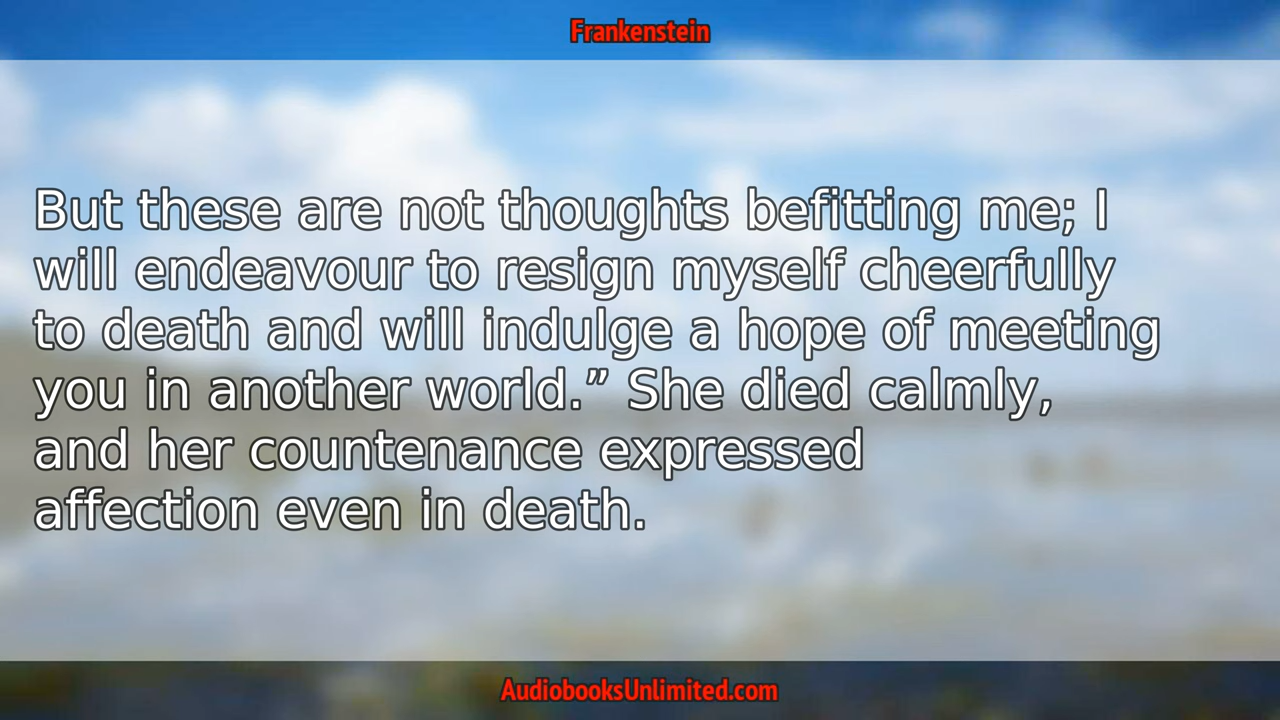 Frankenstein
But these are not thoughts befitting me; I
will endeavour to resign myself cheerfully
to death and will indulge a hope of meeting
you in another world.” She died calmly,
and her countenance expressed
affection even in death.
AudiobooksUnlimited.com